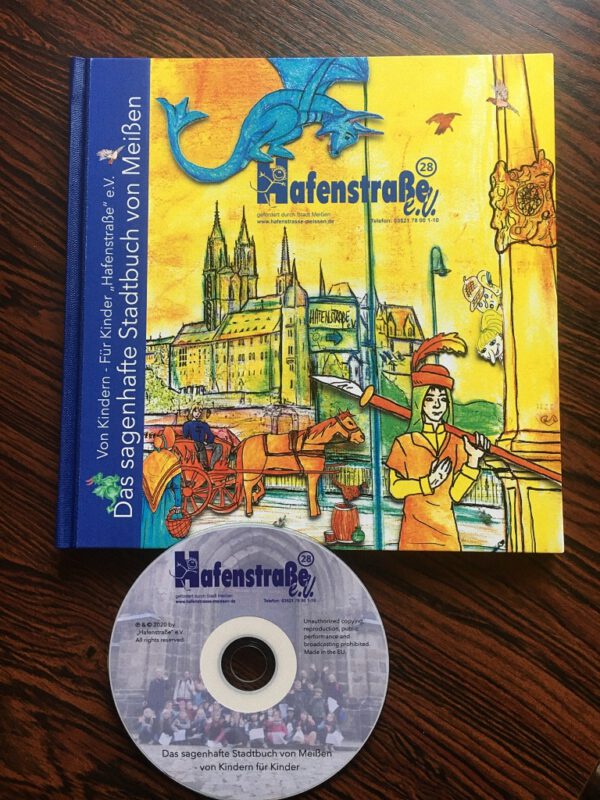 Von Kindern - Für Kinder „Hafenstraße" e.V.
Das sagenhafte Stadtbuch von Meißen
28
Hafenstraße
e.V.
gefördert durch Stadt Meißen
www.hafenstrasse-meissen.de
Telefon: 03521 78 00 1-10
HAFENSTRAßE
28
Hafenstraße
e.V.
gefördert durch Stadt Meißen
www.hafenstrasse-meissen.de
Telefon: 03521 78 00 1-10
℗ & © 2020 by
„Hafenstraße" e.V.
All rights reserved
Unauthorired copying,
reproduction, public
performance and
broadcasting prohibited.
Made in the EU
Das sagenhafte Stadtbuch von Meißen
- von Kindern für Kinder